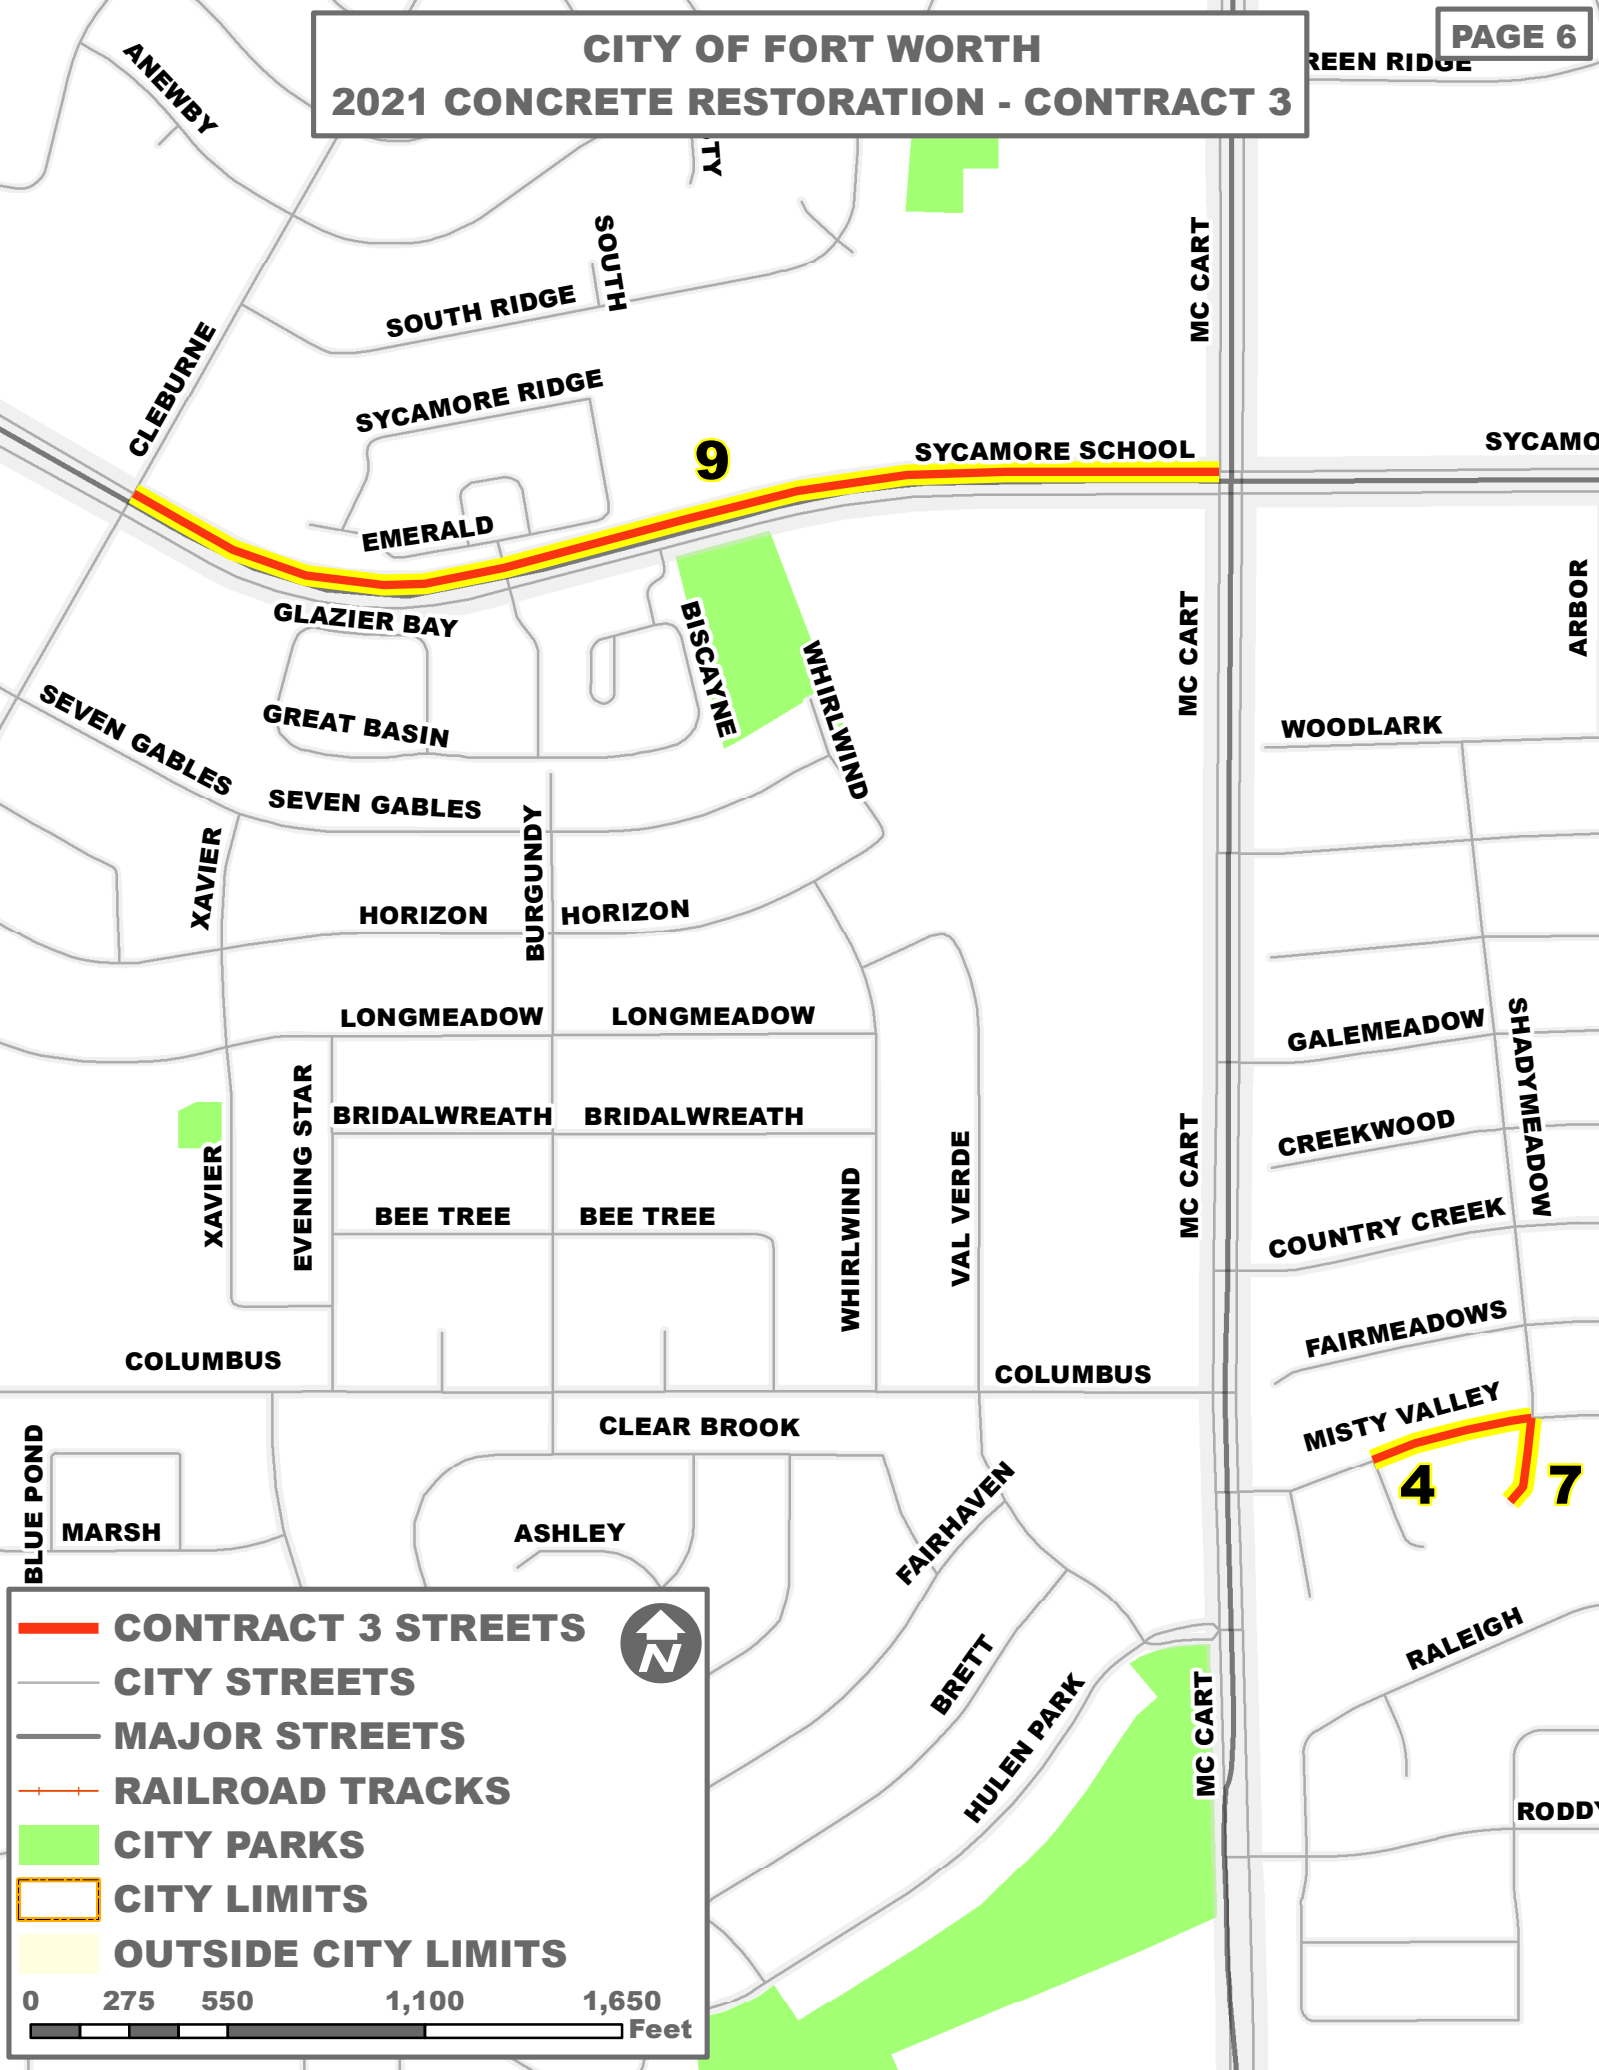 CITY OF FORT WORTH
2021 CONCRETE RESTORATION - CONTRACT 3
PAGE 6
REEN RIDGE
ANEWBY
TY
SOUTH
MC CART
SOUTH RIDGE
CLEBURNE
SYCAMORE RIDGE
9
SYCAMORE SCHOOL
SYCAMO
EMERALD
GLAZIER BAY
BISCAYNE
WHIRLWIND
MC CART
ARBOR
SEVEN GABLES
GREAT BASIN
WOODLARK
SEVEN GABLES
XAVIER
BURGUNDY
HORIZON
HORIZON
LONGMEADOW
LONGMEADOW
GALEMEADOW
SHADYMEADOW
EVENING STAR
BRIDALWREATH
BRIDALWREATH
CREEKWOOD
XAVIER
MC CART
BEE TREE
BEE TREE
WHIRLWIND
VAL VERDE
COUNTRY CREEK
FAIRMEADOWS
COLUMBUS
COLUMBUS
MISTY VALLEY
CLEAR BROOK
4
7
BLUE POND
MARSH
ASHLEY
FAIRHAVEN
BRETT
HULEN PARK
MC CART
RALEIGH
RODDY
CONTRACT 3 STREETS
N
CITY STREETS
MAJOR STREETS
RAILROAD TRACKS
CITY PARKS
CITY LIMITS
OUTSIDE CITY LIMITS
0 275 550 1,100 1,650
Feet